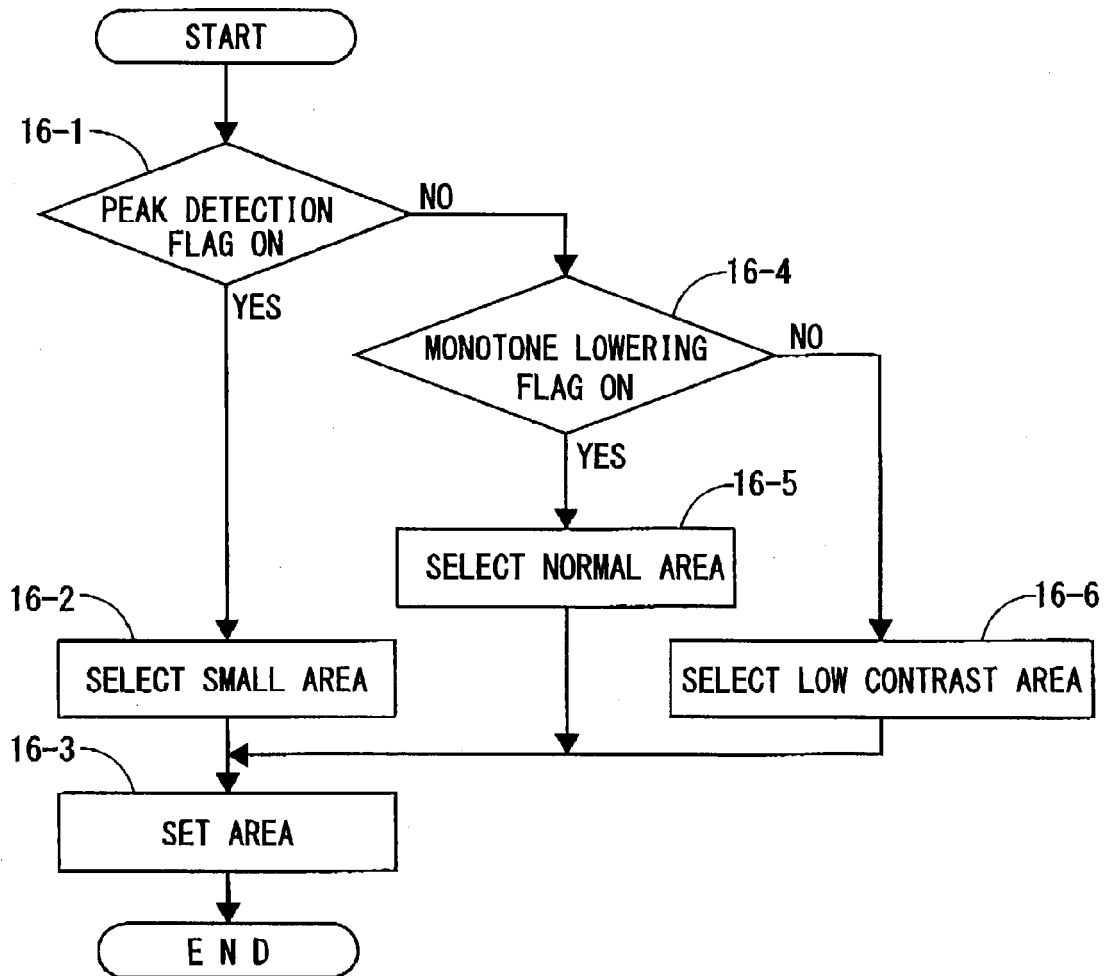 START
16-1
PEAK DETECTION
FLAG ON
NO
YES
16-4
MONOTONE LOWERING
FLAG ON
NO
YES
16-5
SELECT NORMAL AREA
16-2
SELECT SMALL AREA
16-6
SELECT LOW CONTRAST AREA
16-3
SET AREA
E N D